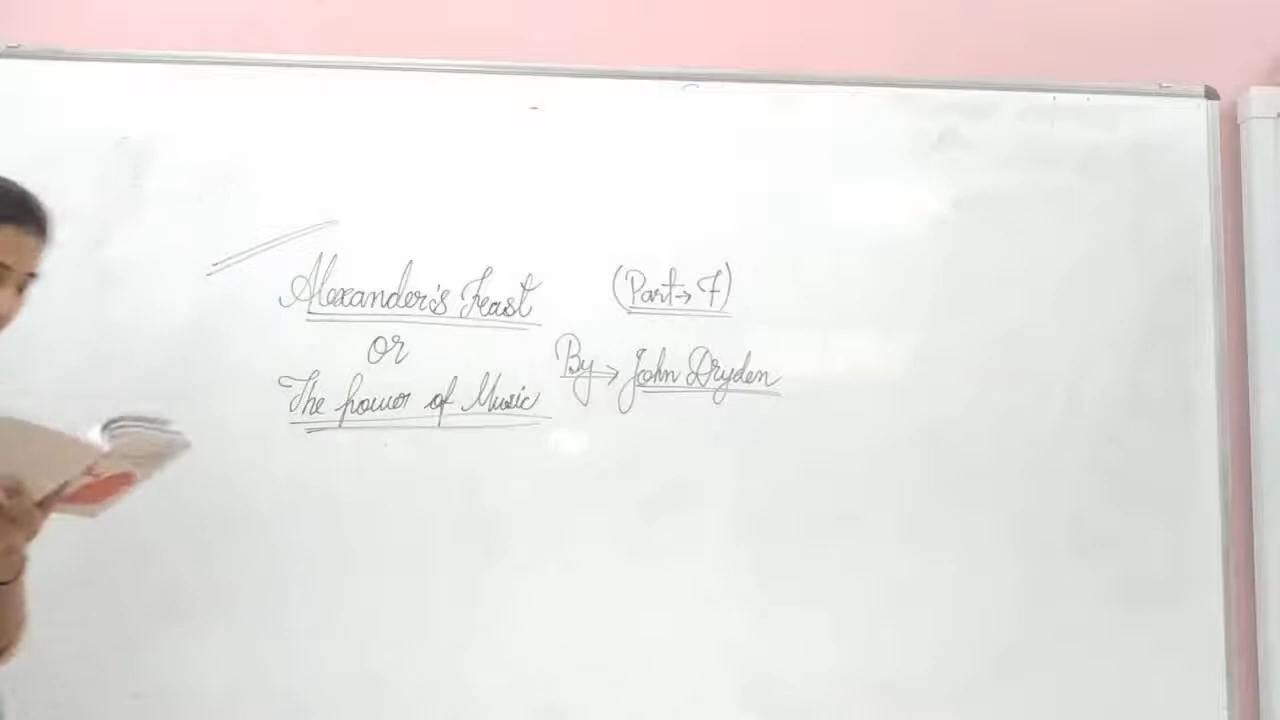 Alexander's Feast (Part → 7)
or
By → John Dryden
The power of Music